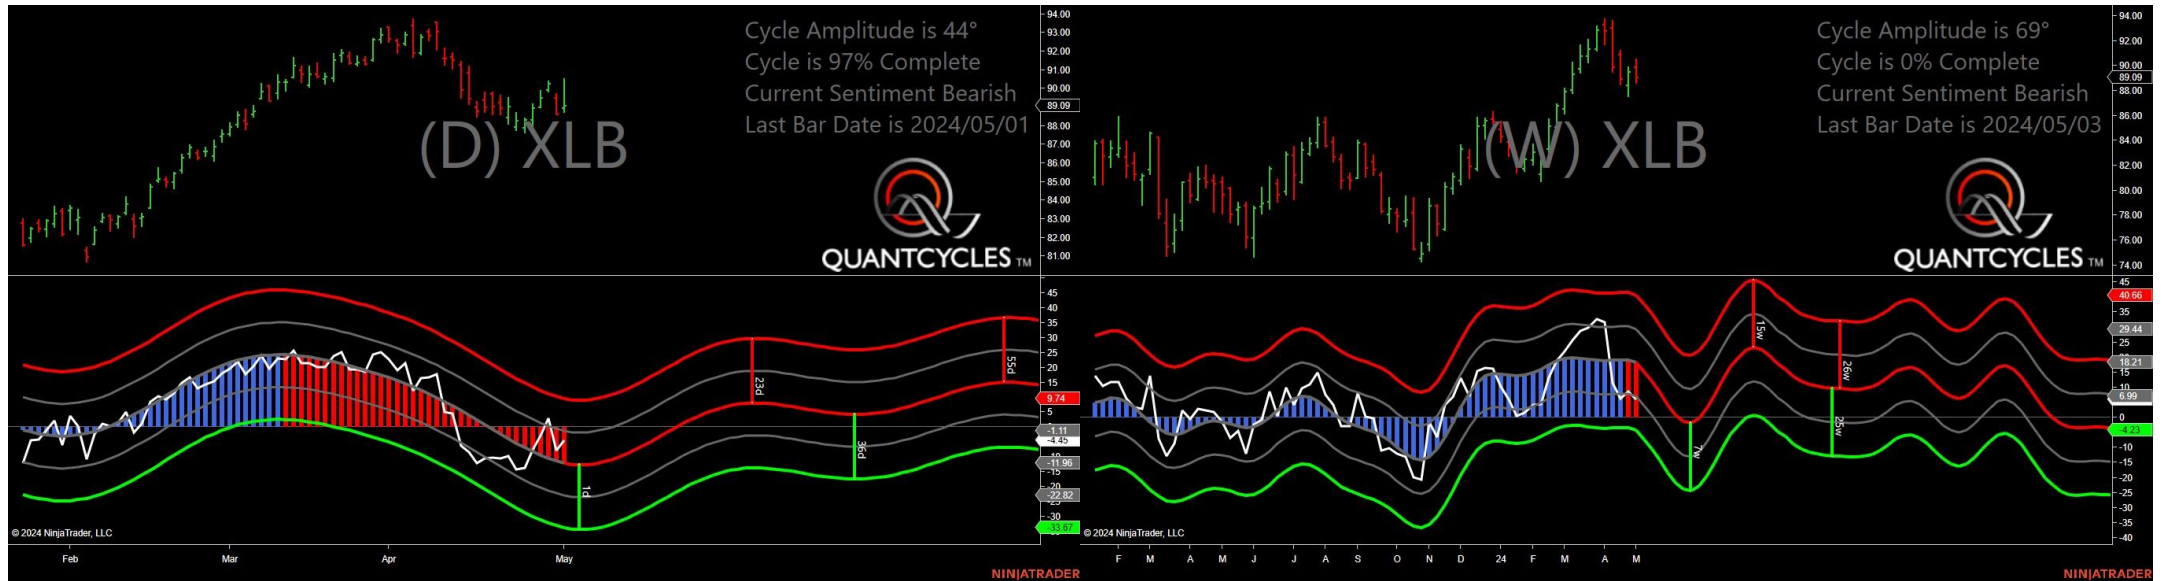 Cycle Amplitude is 44°
Cycle is 97% Complete
Current Sentiment Bearish
Last Bar Date is 2024/05/01
(D) XLB
QUANTCYCLES TM
94.00
93.00
92.00
91.00
90.00
89.09
88.00
87.00
86.00
85.00
84.00
83.00
82.00
81.00
45
40
35
30
25
20
15
9.74
5
-1.11
-4.45
-11.96
-15
-20
-22.82
-30
-33.67
1d
23d
36d
55d
© 2024 NinjaTrader, LLC
Feb Mar Apr May
NINJATRADER
Cycle Amplitude is 69°
Cycle is 0% Complete
Current Sentiment Bearish
Last Bar Date is 2024/05/03
(W) XLB
QUANTCYCLES TM
94.00
92.00
90.00
89.09
88.00
86.00
84.00
82.00
80.00
78.00
76.00
74.00
45
40.66
35
29.44
25
18.21
15
10
6.99
0
-4.23
-10
-15
-20
-25
-30
-35
-40
7w
15w
25w
26w
© 2024 NinjaTrader, LLC
F M A M J J A S O N D 24 F M A M
NINJATRADER